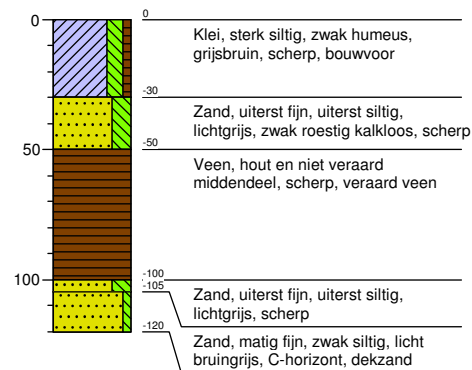 0
0
Klei, sterk siltig, zwak humeus,
grijsbruin, scherp, bouwvoor
-30
Zand, uiterst fijn, uiterst siltig,
lichtgrijs, zwak roestig kalkloos, scherp
50
-50
Veen, hout en niet veraard
middendeel, scherp, veraard veen
100
-100
-105
Zand, uiterst fijn, uiterst siltig,
lichtgrijs, scherp
-120
Zand, matig fijn, zwak siltig, licht
bruingrijs, C-horizont, dekzand